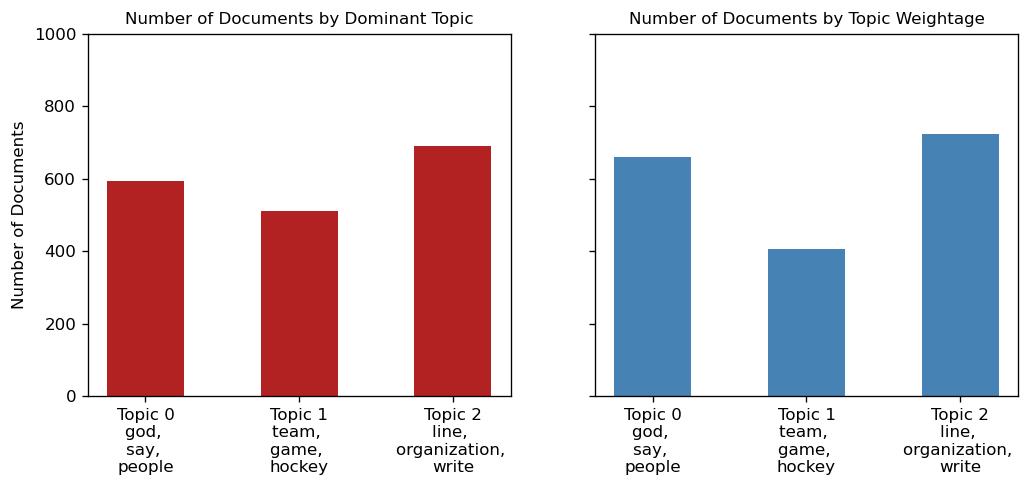 Number of Documents by Dominant Topic
Number of Documents
1000
800
600
400
200
0
Topic 0
god,
say,
people
Topic 1
team,
game,
hockey
Topic 2
line,
organization,
write
Number of Documents by Topic Weightage
Topic 0
god,
say,
people
Topic 1
team,
game,
hockey
Topic 2
line,
organization,
write